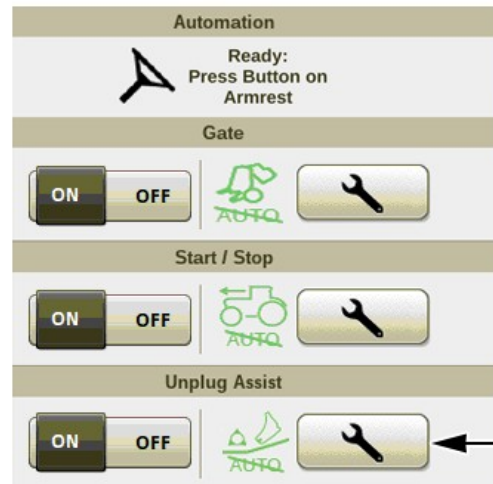 Automation
Ready:
Press Button on
Armrest
Gate
ON OFF AUTO
Start / Stop
ON OFF AUTO
Unplug Assist
ON OFF AUTO